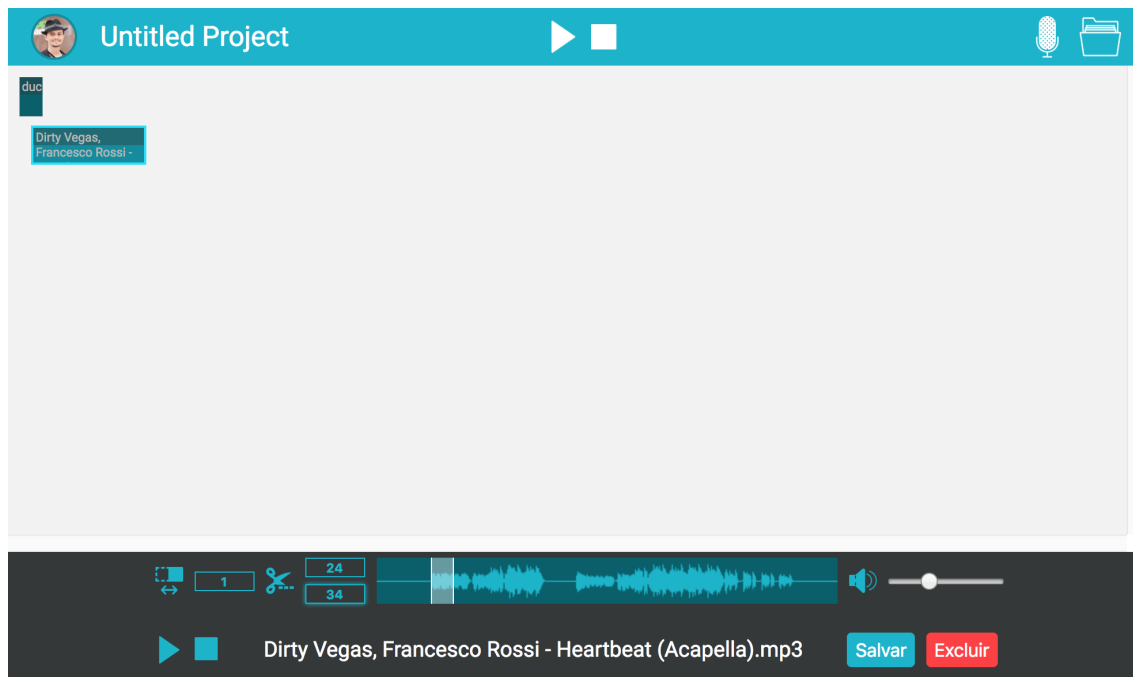 Untitled Project
duc
Dirty Vegas,
Francesco Rossi -
1
24
34
Dirty Vegas, Francesco Rossi - Heartbeat (Acapella).mp3
Salvar
Excluir